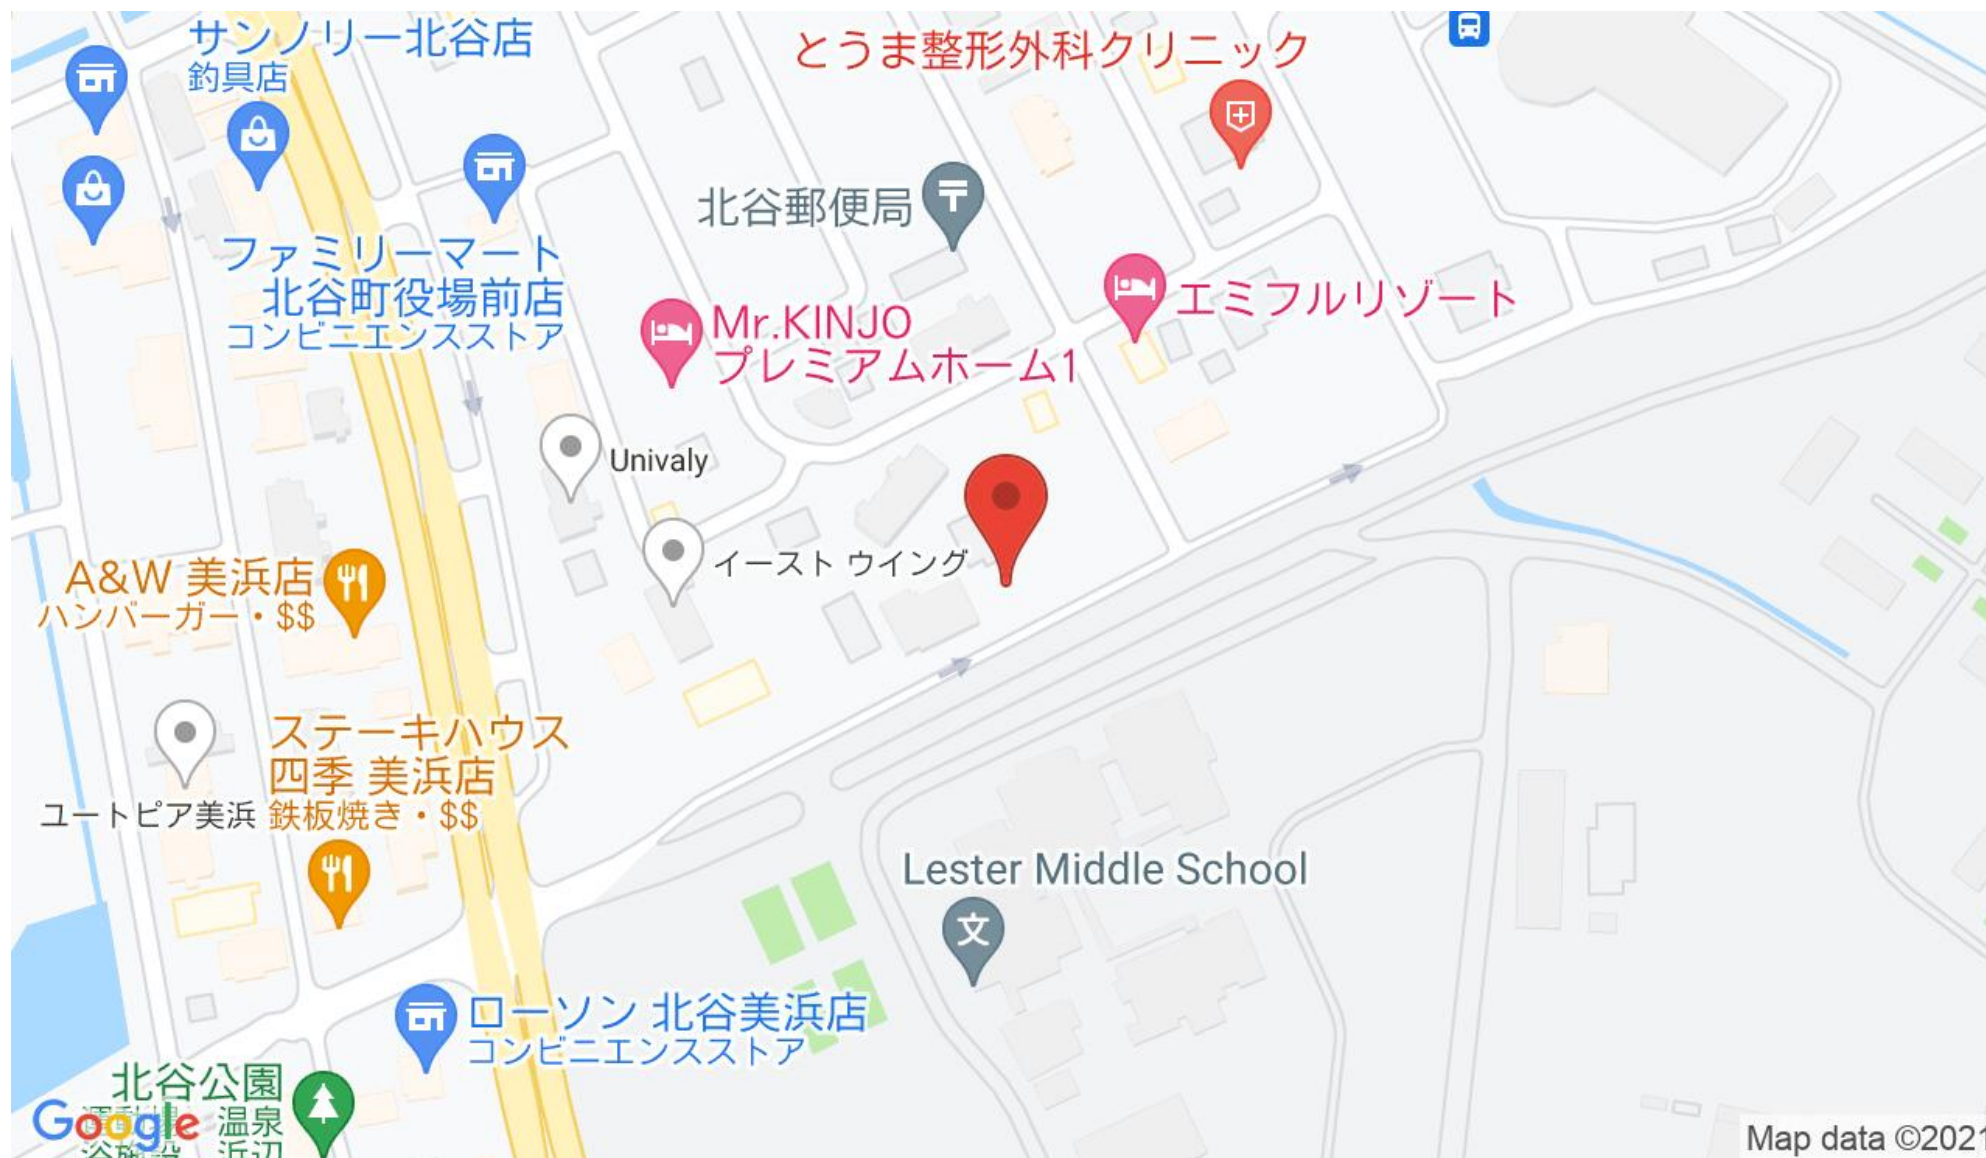 サンノリー北谷店
釣具店
とうま整形外科クリニック
北谷郵便局
ファミリーマート
北谷町役場前店
コンビニエンスストア
エミフルリゾート
Mr.KINJO
プレミアムホーム1
Univaly
イースト ウイング
A&W 美浜店
ハンバーガー・$$
ステーキハウス
四季 美浜店
鉄板焼き・$$
ユートピア美浜
Lester Middle School
文
ローソン 北谷美浜店
コンビニエンスストア
北谷公園
温泉
浜辺
Google
Map data ©2021